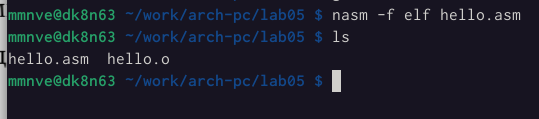 mmnve@dk8n63 ~/work/arch-pc/lab05 $ nasm -f elf hello.asm
mmnve@dk8n63 ~/work/arch-pc/lab05 $ ls
hello.asm  hello.o
mmnve@dk8n63 ~/work/arch-pc/lab05 $